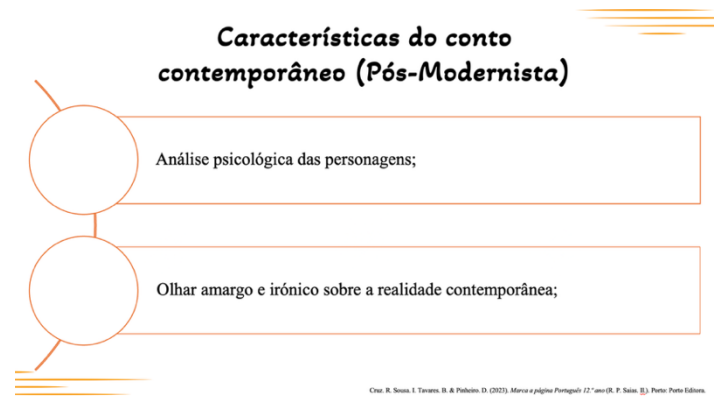 Características do conto
contemporâneo (Pós-Modernista)
Análise psicológica das personagens;
Olhar amargo e irónico sobre a realidade contemporânea;
Cruz. R. Sousa. I. Tavares. B. & Pinheiro. D. (2023). Marca a página Português 12.º ano (R. P. Saias. Il.). Porto: Porto Editora.